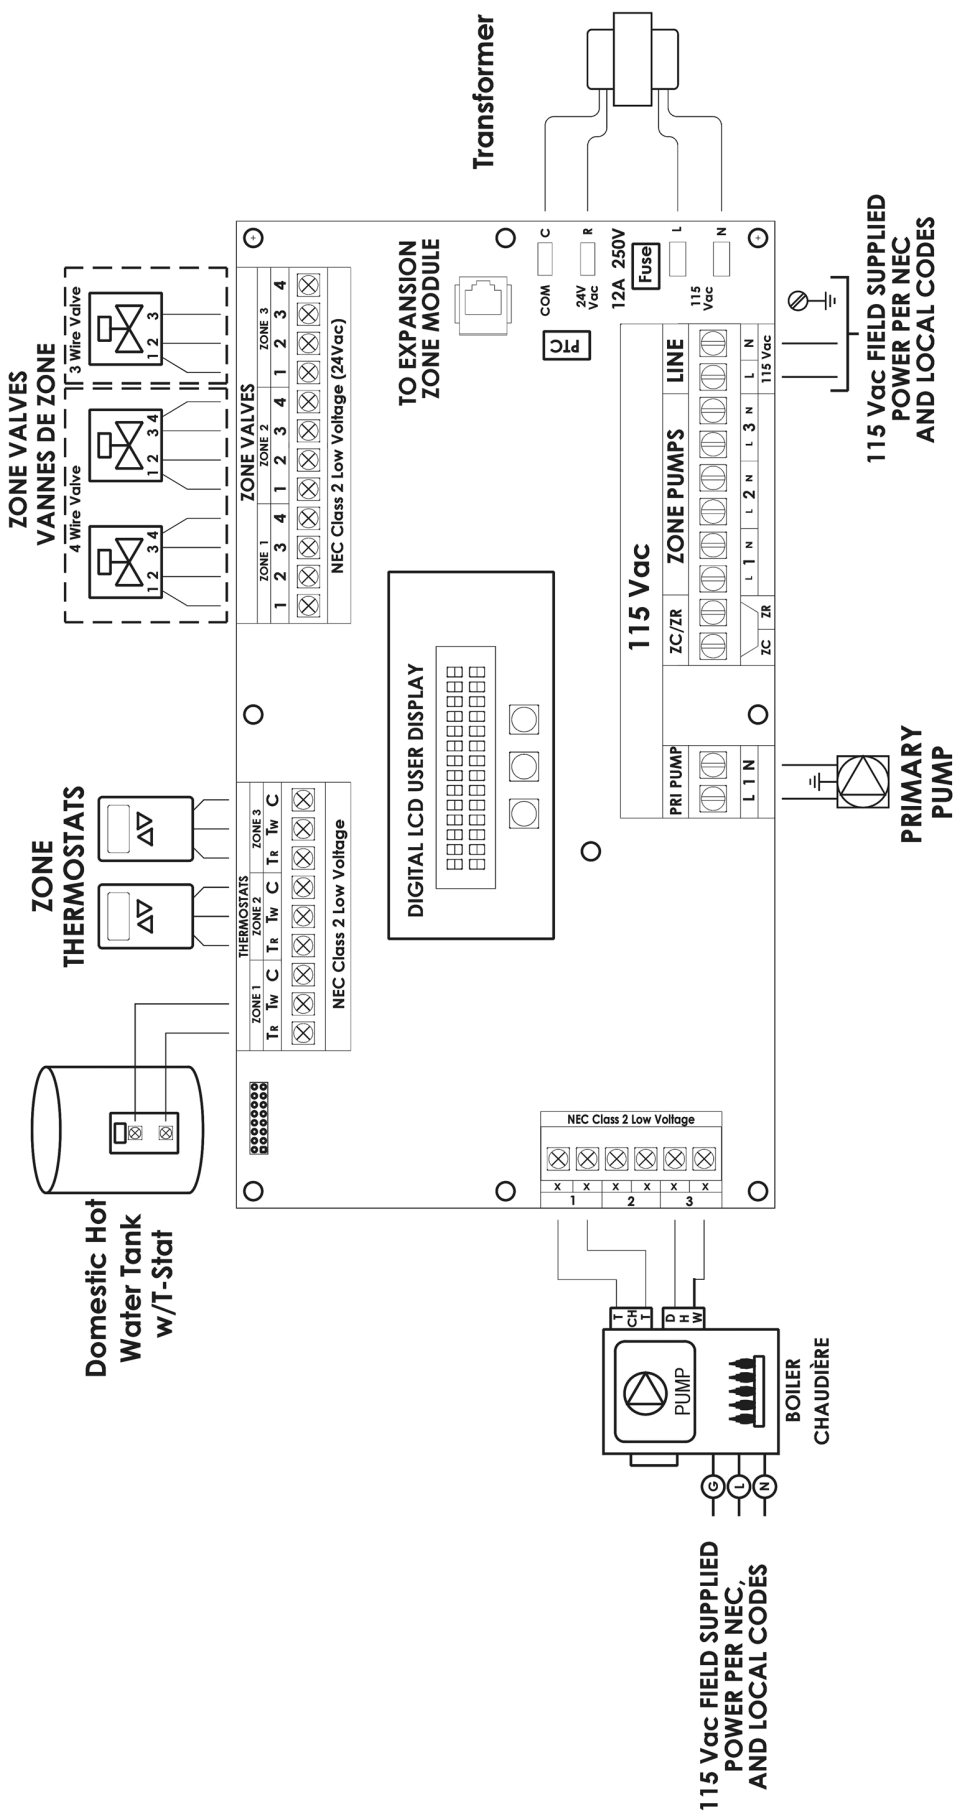 ZONE VALVES
VANNES DE ZONE
4 Wire Valve
3 Wire Valve
1 2 3 4
1 2 3 4
1 2 3
ZONE
THERMOSTATS
Domestic Hot
Water Tank
w/T-Stat
THERMOSTATS
ZONE 1
ZONE 2
ZONE 3
TR TW C TR TW C TR TW C
NEC Class 2 Low Voltage
ZONE VALVES
ZONE 1
ZONE 2
ZONE 3
1 2 3 4 1 2 3 4 1 2 3 4
NEC Class 2 Low Voltage (24Vac)
TO EXPANSION
ZONE MODULE
Transformer
COM
C
24V
Vac
R
12A 250V
Fuse
115
Vac
L
N
PTC
DIGITAL LCD USER DISPLAY
NEC Class 2 Low Voltage
X X X X X X
1 2 3
115 Vac
PRI PUMP
L 1 N
ZC/ZR
ZC ZR
ZONE PUMPS
L 1 N
L 2 N
L 3 N
LINE
L N
115 Vac
T
CH
T
D
H
W
PUMP
BOILER
CHAUDIÈRE
G
L
N
115 Vac FIELD SUPPLIED
POWER PER NEC,
AND LOCAL CODES
PRIMARY
PUMP
115 Vac FIELD SUPPLIED
POWER PER NEC
AND LOCAL CODES